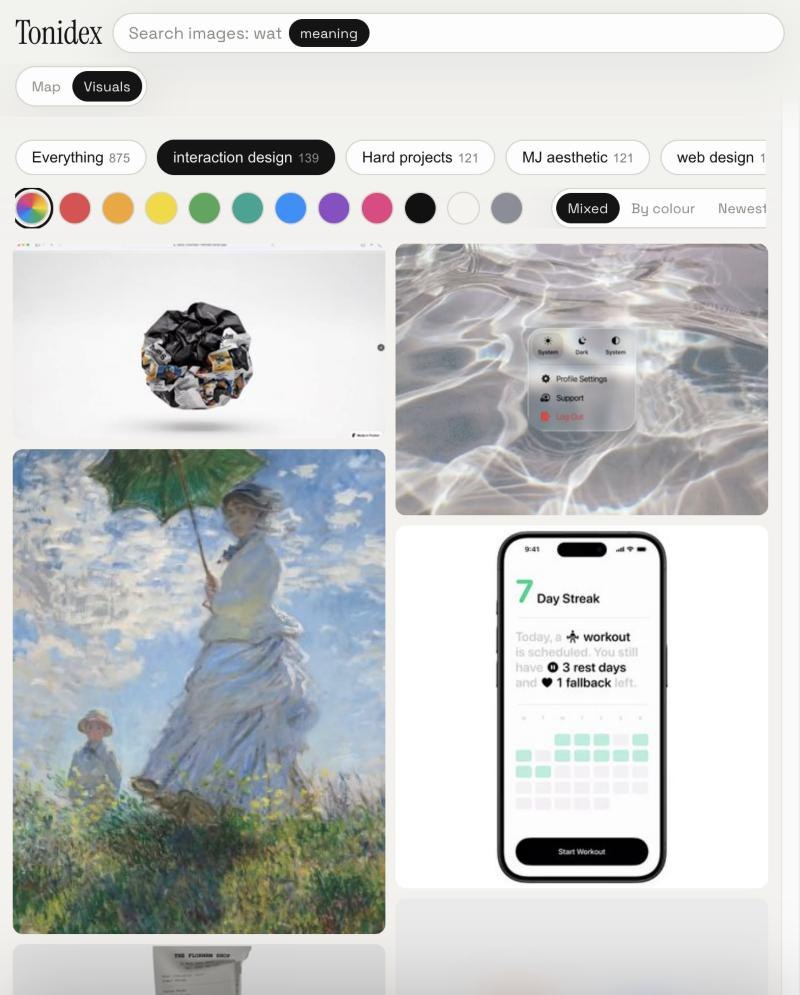 Tonidex
Search images: wat meaning
Map Visuals
Everything 875 interaction design 139 Hard projects 121 MJ aesthetic 121 web design 1
Mixed By colour Newest
System Dark System
Profile Settings
Support
Log Out
9:41
7 Day Streak
Today, a workout
is scheduled. You still
have 3 rest days
and 1 fallback left.
Start Workout
THE FLORMAN SHOP